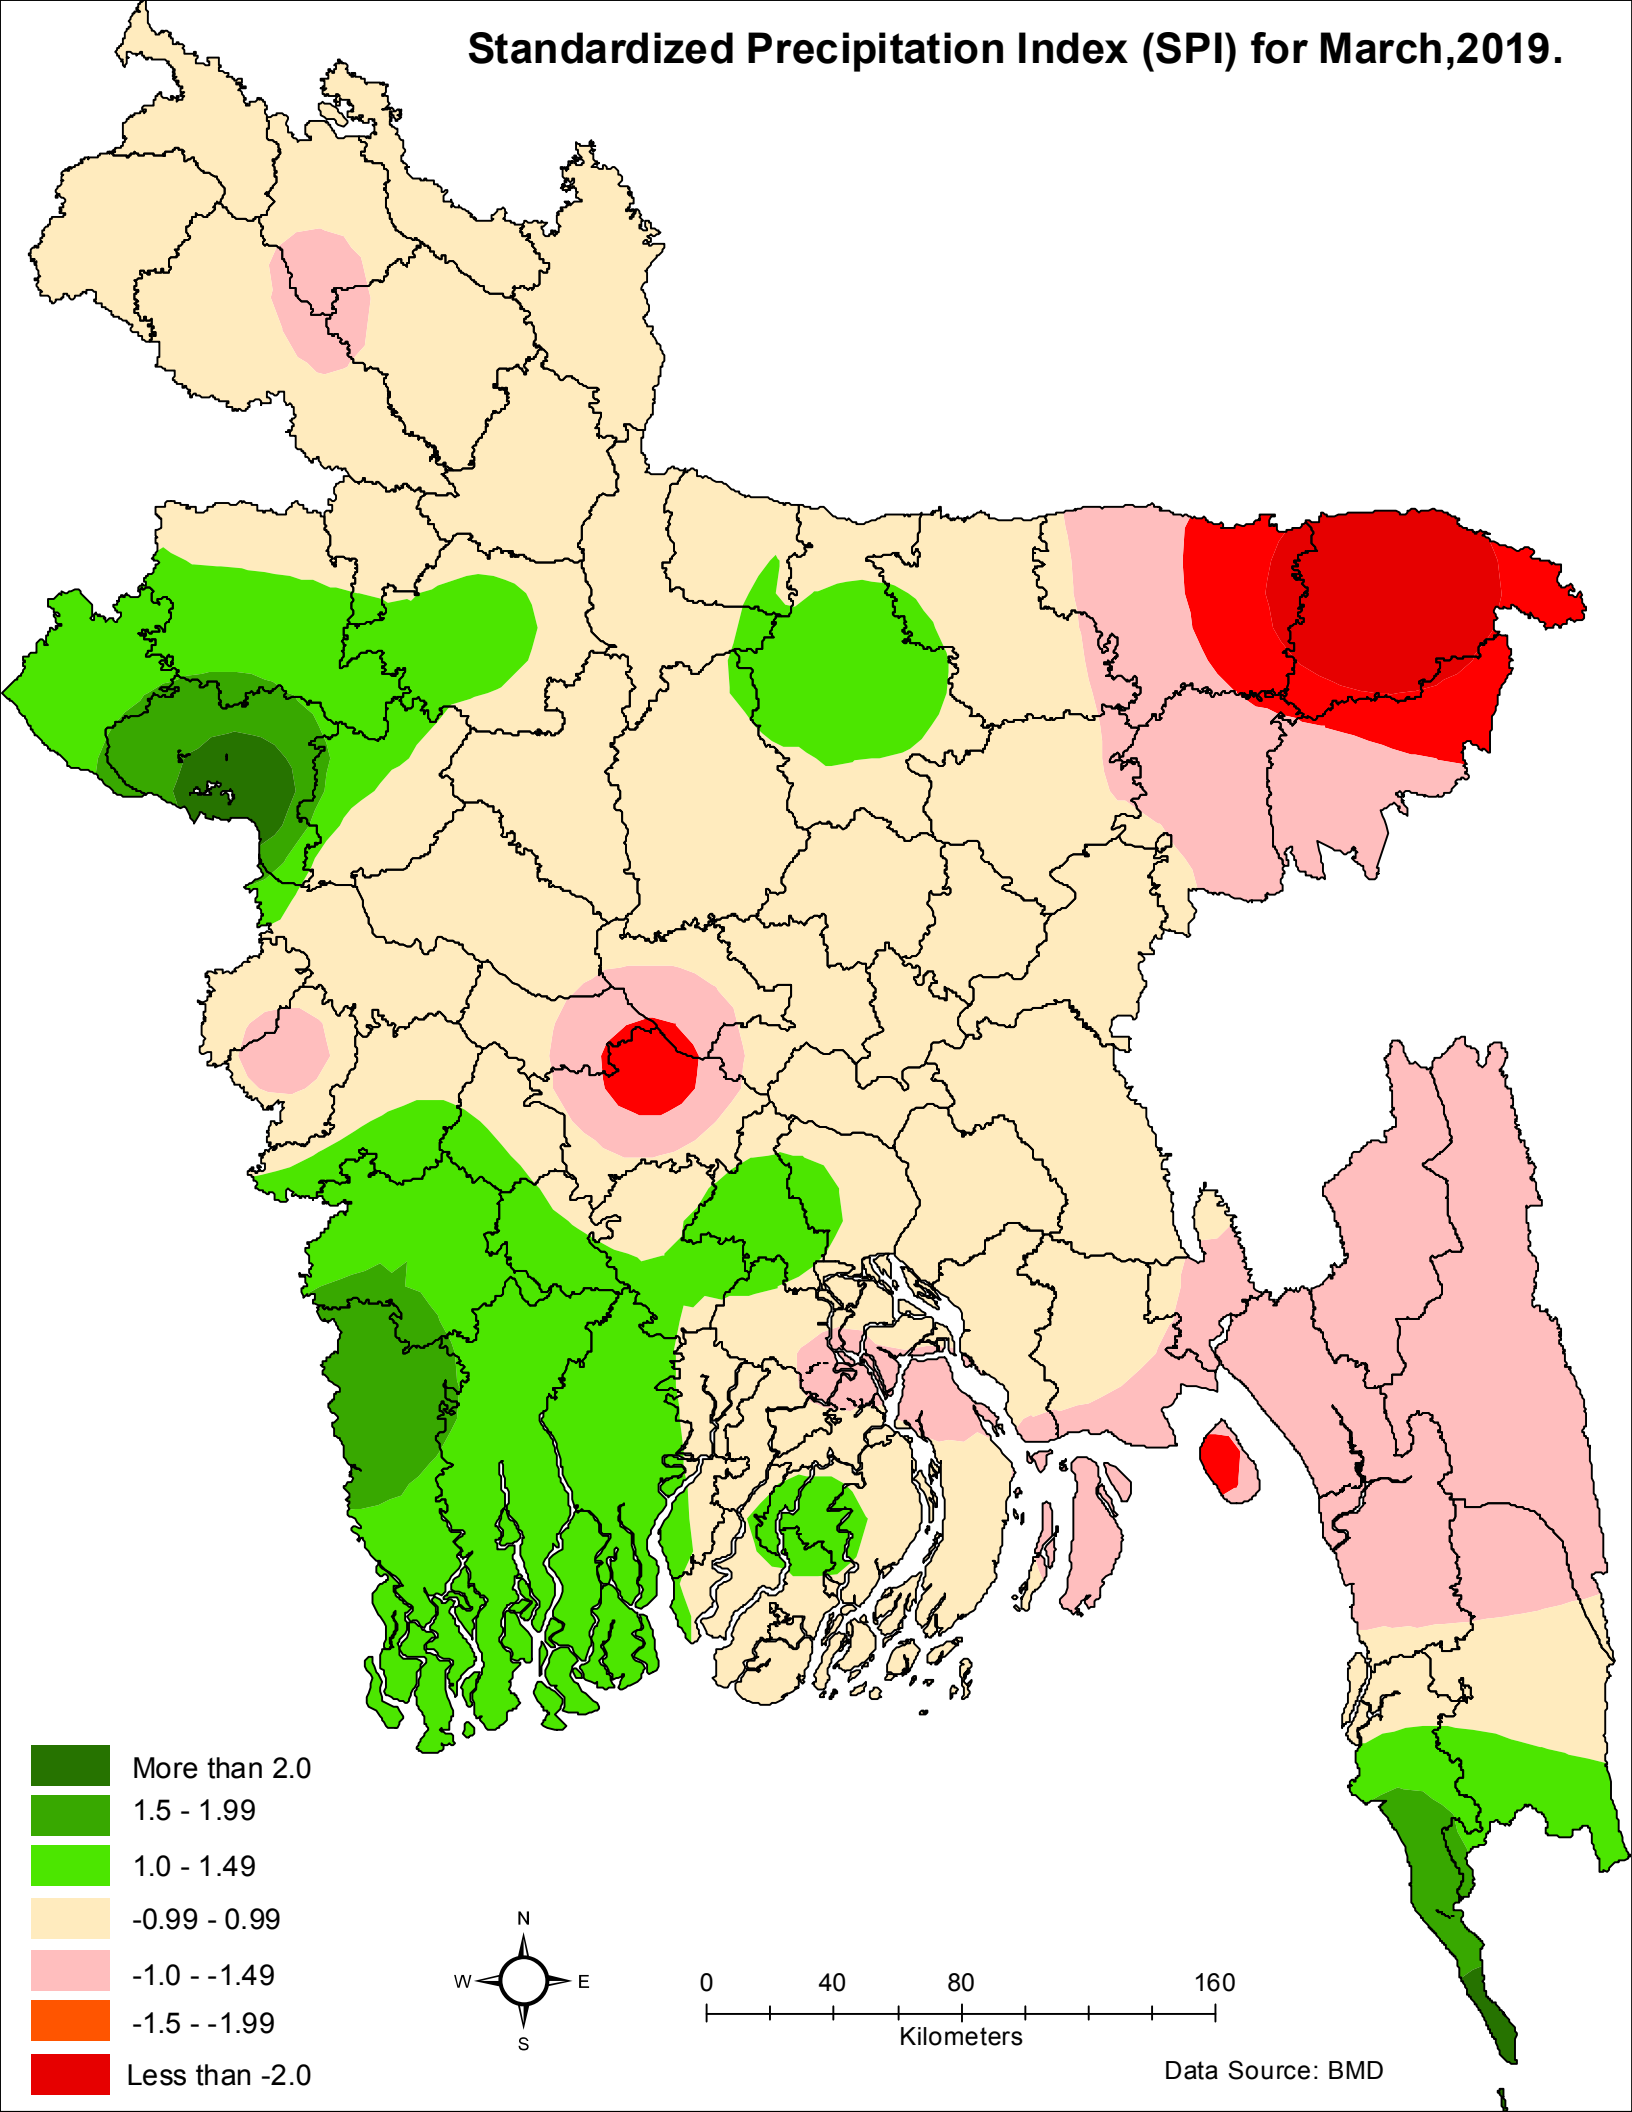 Standardized Precipitation Index (SPI) for March,2019.
More than 2.0
1.5 - 1.99
1.0 - 1.49
-0.99 - 0.99
-1.0 - -1.49
-1.5 - -1.99
Less than -2.0
N
W E
S
0 40 80 160
Kilometers
Data Source: BMD